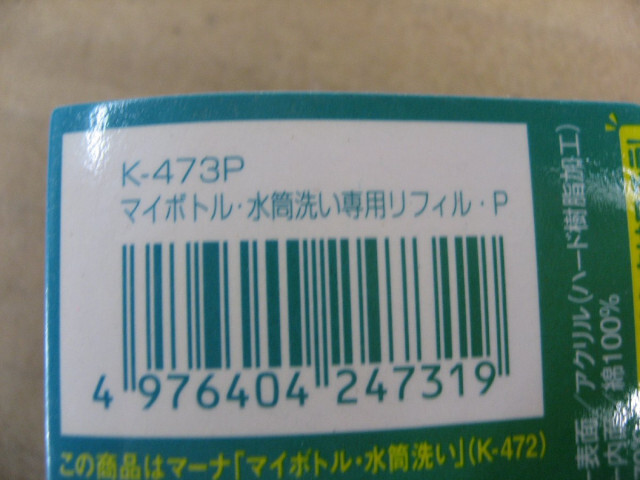 K-473P
マイボトル・水筒洗い専用リフィル・P
4 976404 247319
この商品はマーナ「マイボトル・水筒洗い」(K-472)
表面/アクリル(ハード樹脂加工)
内面/綿100%